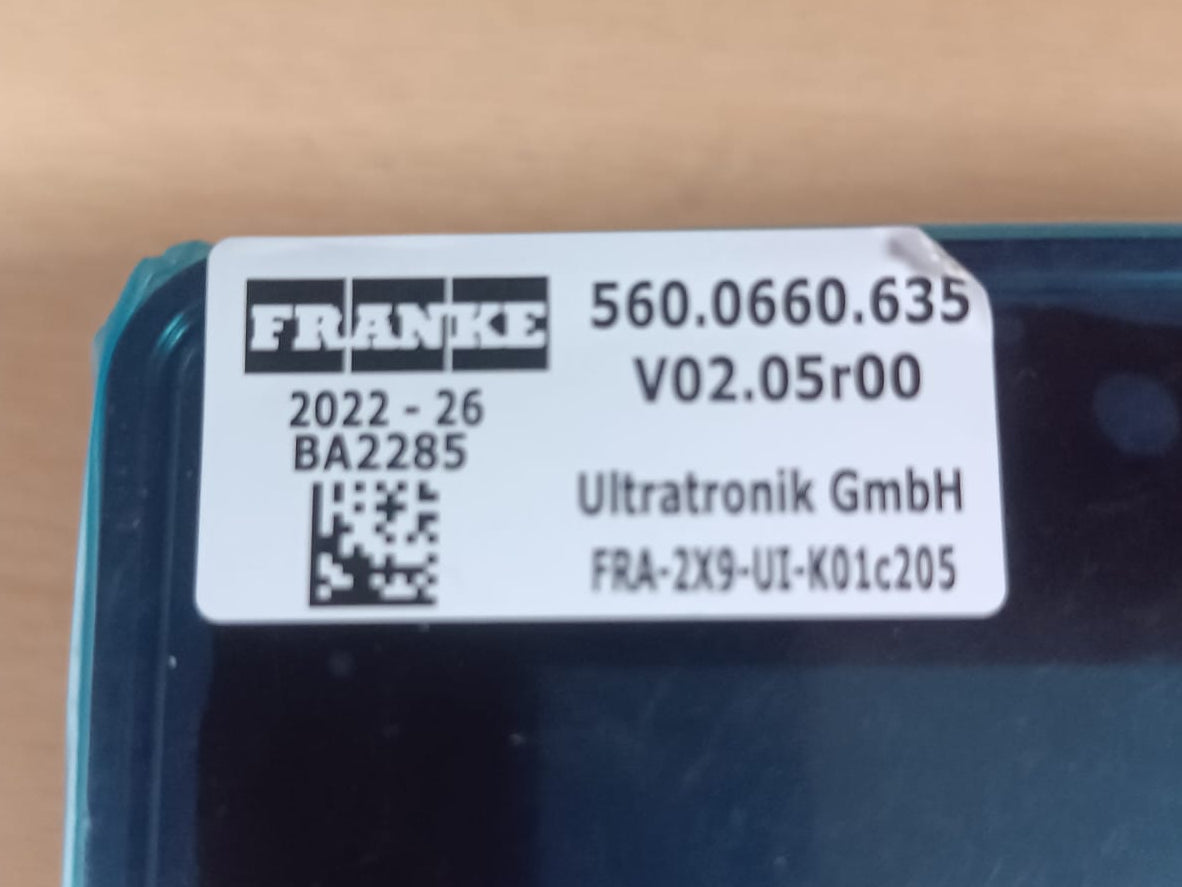 FRANKE
560.0660.635
V02.05r00
2022 - 26
BA2285
Ultratronik GmbH
FRA-2X9-UI-K01c205